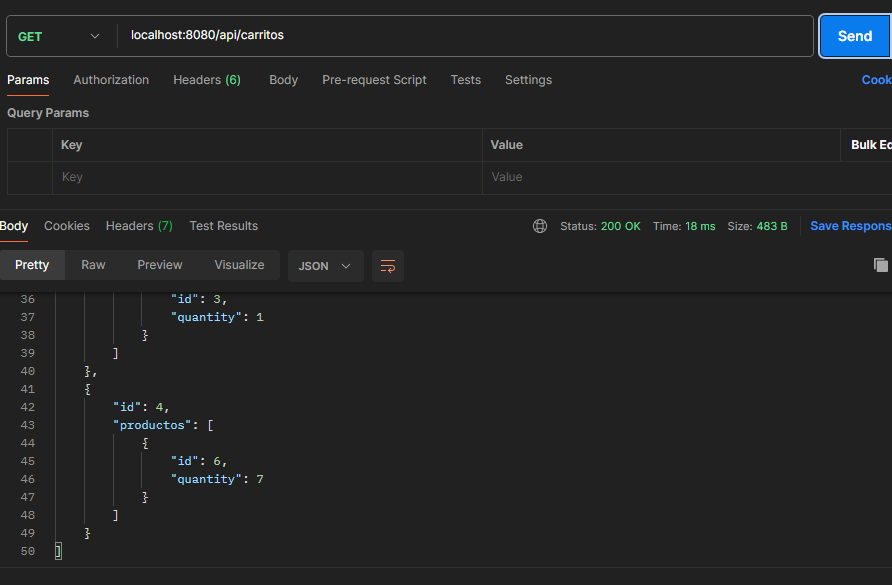 GET localhost:8080/api/carritos Send
Params Authorization Headers (6) Body Pre-request Script Tests Settings Cook
Query Params
Key Value Bulk Ed
Key Value
Body Cookies Headers (7) Test Results Status: 200 OK Time: 18 ms Size: 483 B Save Respons
Pretty Raw Preview Visualize JSON
36 "id": 3,
37 "quantity": 1
38 }
39 ]
40 },
41 {
42 "id": 4,
43 "productos": [
44 {
45 "id": 6,
46 "quantity": 7
47 }
48 ]
49 }
50 ]